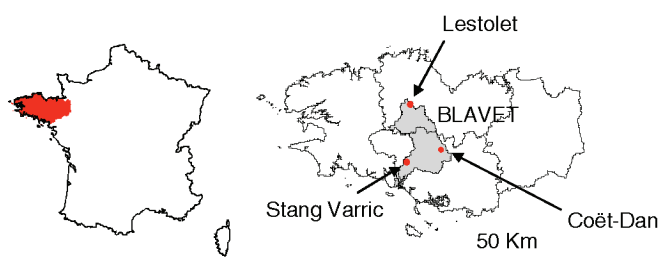 Lestolet
BLAVET
Stang Varric
Coët-Dan
50 Km